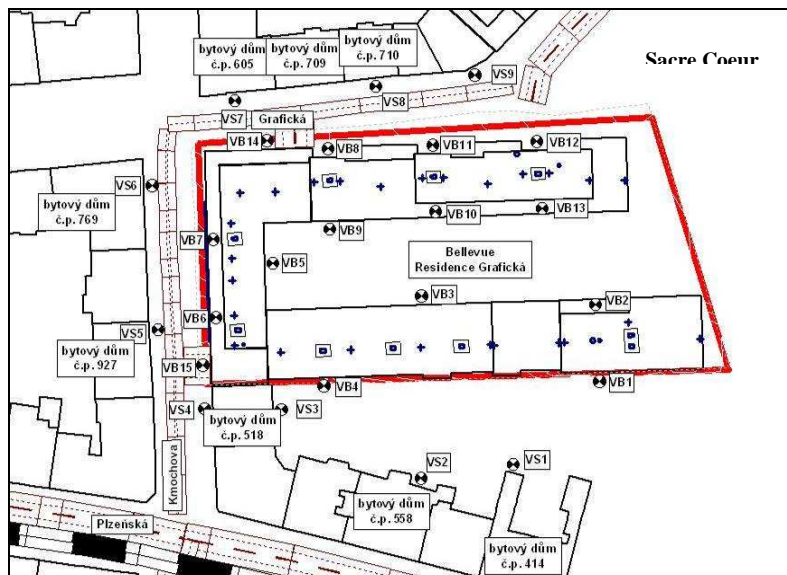 bytový dům
č.p. 605
bytový dům
č.p. 709
bytový dům
č.p. 710
Sacre Coeur
VS9
VS8
VS7
Grafická
VB14
VB8
VB11
VB12
VS6
bytový dům
č.p. 769
VB7
VB9
VB10
VB13
VB5
Bellevue
Residence Grafická
VB3
VB2
VB6
VS5
bytový dům
č.p. 927
VB15
VB4
VB1
VS4
VS3
bytový dům
č.p. 518
Kmochova
VS2
VS1
bytový dům
č.p. 558
Plzeňská
bytový dům
č.p. 414